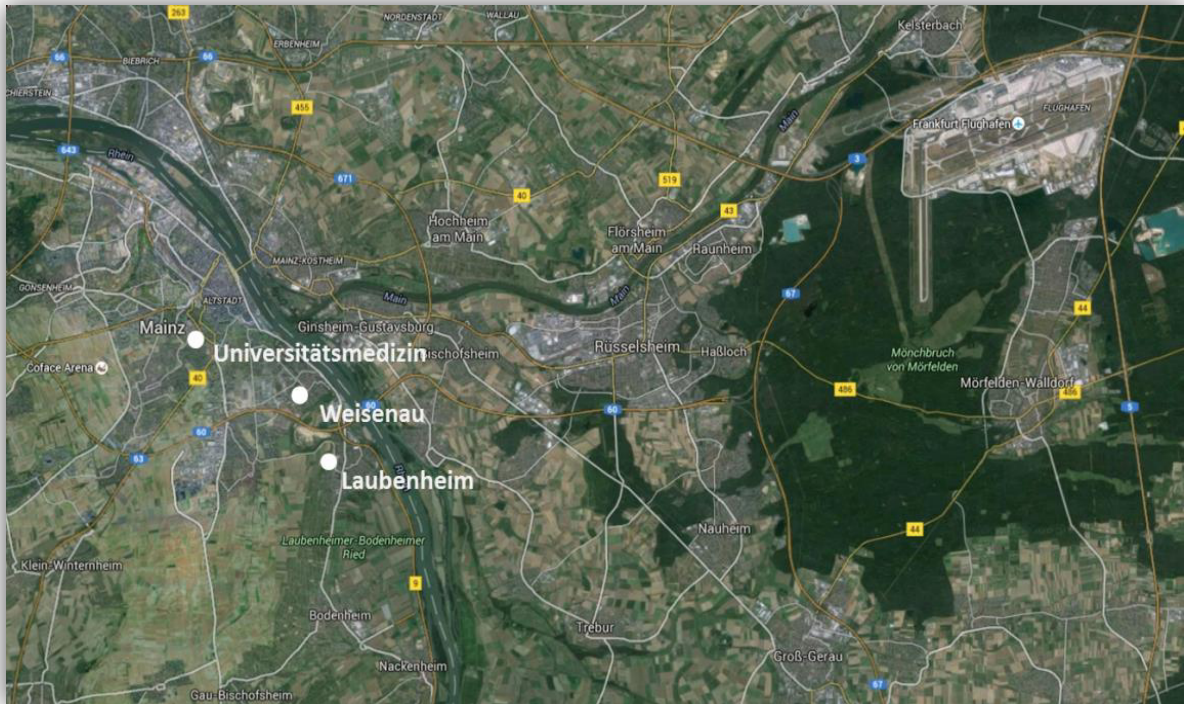 263
NORDENSTADT
WALLAU
Kelsterbach
ERBENHEIM
66
BIEBRICH
66
CHIERSTEIN
455
FLUGHAFEN
Frankfurt Flughafen
Main
643
Rhein
3
671
519
40
43
Hochheim
am Main
Flörsheim
am Main
Raunheim
MAINZ-KOSTHEIM
GONSENHEIM
ALTSTADT
Main
Main
67
44
Mainz
Ginsheim-Gustavsburg
Bischofsheim
Rüsselsheim
Haßloch
Mönchbruch
von Mörfelden
Universitätsmedizin
Coface Arena
40
Mörfelden-Walldorf
486
486
60
60
5
Weisenau
60
63
Laubenheim
Rhein
Nauheim
44
Laubenheimer-Bodenheimer
Ried
Klein-Winternheim
9
Bodenheim
Trebur
Groß-Gerau
Nackenheim
67
Gau-Bischofsheim